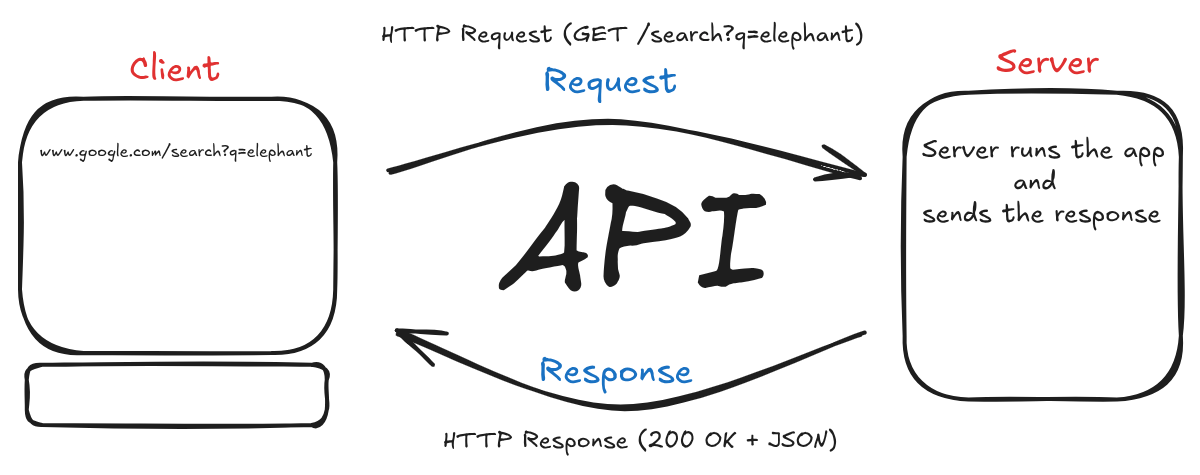 HTTP Request (GET /search?q=elephant)
Client
Request
Server
www.google.com/search?q=elephant
Server runs the app
and
sends the response
API
Response
HTTP Response (200 OK + JSON)